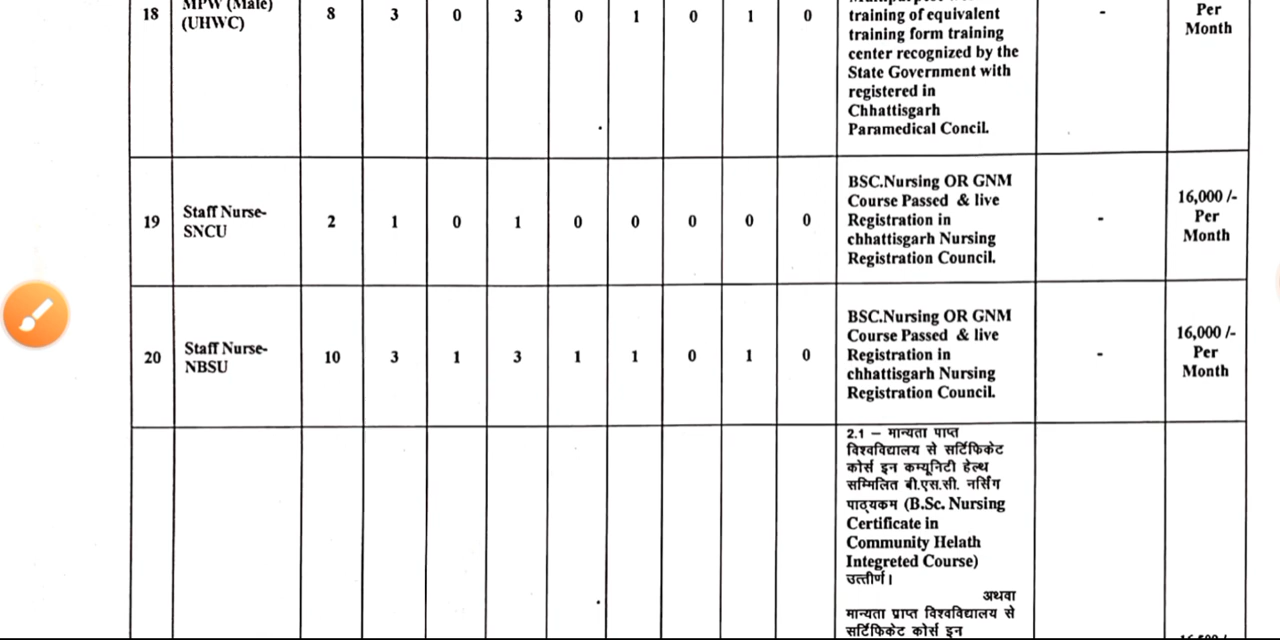 18
MPW (Male)
(UHWC)
8
3
0
3
0
1
0
1
0
training of equivalent
training form training
center recognized by the
State Government with
registered in
Chhattisgarh
Paramedical Concil.
-
Per
Month
19
Staff Nurse-
SNCU
2
1
0
1
0
0
0
0
0
BSC.Nursing OR GNM
Course Passed & live
Registration in
chhattisgarh Nursing
Registration Council.
-
16,000 /-
Per
Month
20
Staff Nurse-
NBSU
10
3
1
3
1
1
0
1
0
BSC.Nursing OR GNM
Course Passed & live
Registration in
chhattisgarh Nursing
Registration Council.
-
16,000 /-
Per
Month
2.1 – मान्यता पाप्त
विश्वविद्यालय से सर्टिफिकेट
कोर्स इन कम्यूनिटी हेल्थ
सम्मिलित बी.एस.सी. नर्सिंग
पाठ्यकम (B.Sc. Nursing
Certificate in
Community Helath
Integreted Course)
उत्तीर्ण।
अथवा
मान्यता प्राप्त विश्वविद्यालय से
सर्टिफिकेट कोर्स इन